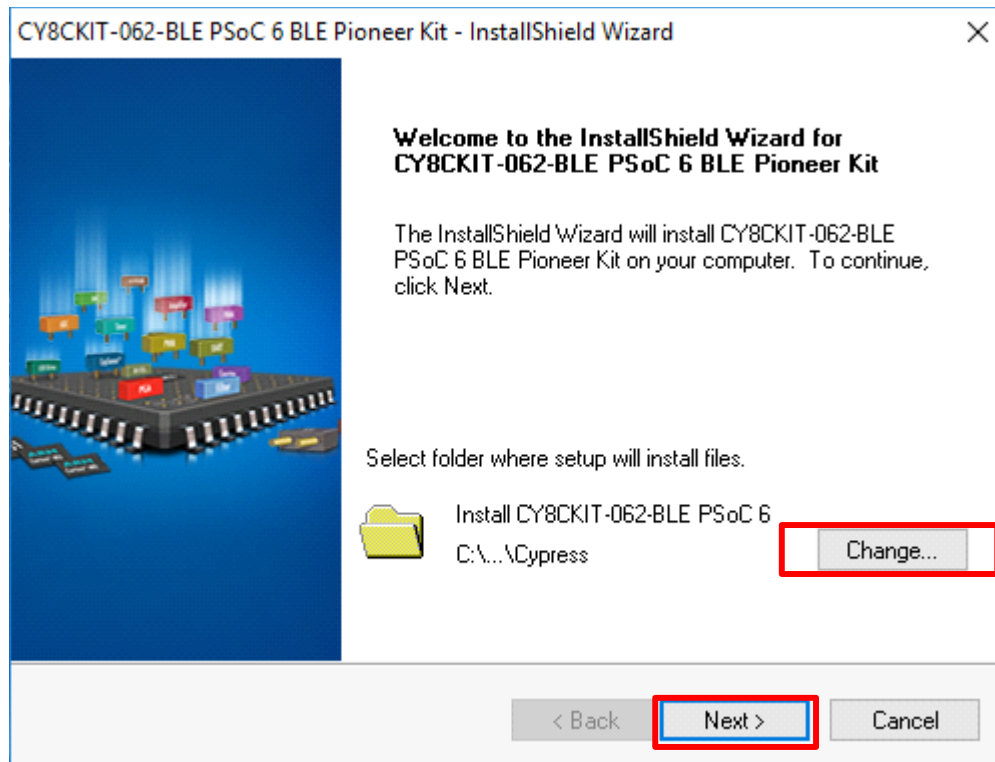 CY8CKIT-062-BLE PSoC 6 BLE Pioneer Kit - InstallShield Wizard
Welcome to the InstallShield Wizard for
CY8CKIT-062-BLE PSoC 6 BLE Pioneer Kit
The InstallShield Wizard will install CY8CKIT-062-BLE
PSoC 6 BLE Pioneer Kit on your computer. To continue,
click Next.
Select folder where setup will install files.
Install CY8CKIT-062-BLE PSoC 6
C:\...\Cypress
Change...
< Back
Next >
Cancel